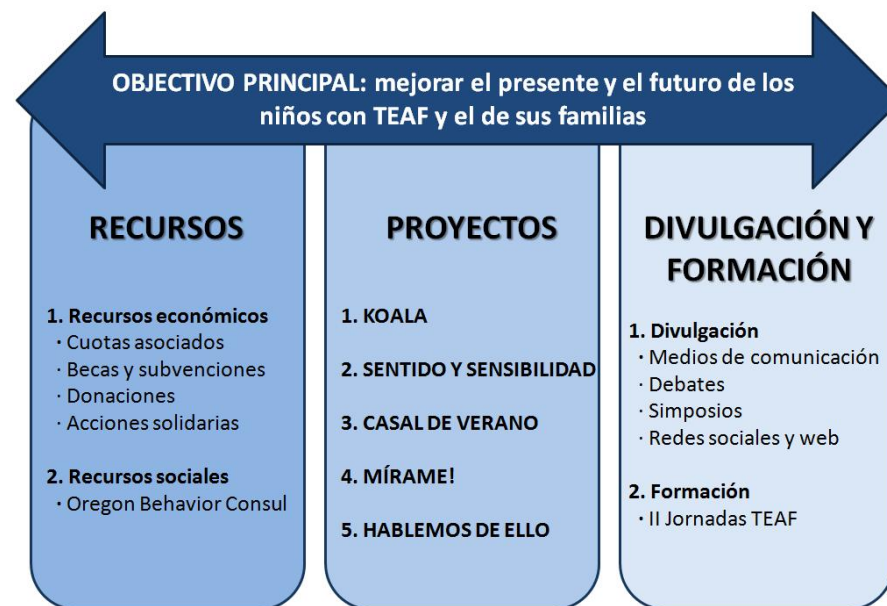 OBJECTIVO PRINCIPAL: mejorar el presente y el futuro de los
niños con TEAF y el de sus familias
RECURSOS
1. Recursos económicos
· Cuotas asociados
· Becas y subvenciones
· Donaciones
· Acciones solidarias
2. Recursos sociales
· Oregon Behavior Consul
PROYECTOS
1. KOALA
2. SENTIDO Y SENSIBILIDAD
3. CASAL DE VERANO
4. MÍRAME!
5. HABLEMOS DE ELLO
DIVULGACIÓN Y
FORMACIÓN
1. Divulgación
· Medios de comunicación
· Debates
· Simposios
· Redes sociales y web
2. Formación
· II Jornadas TEAF